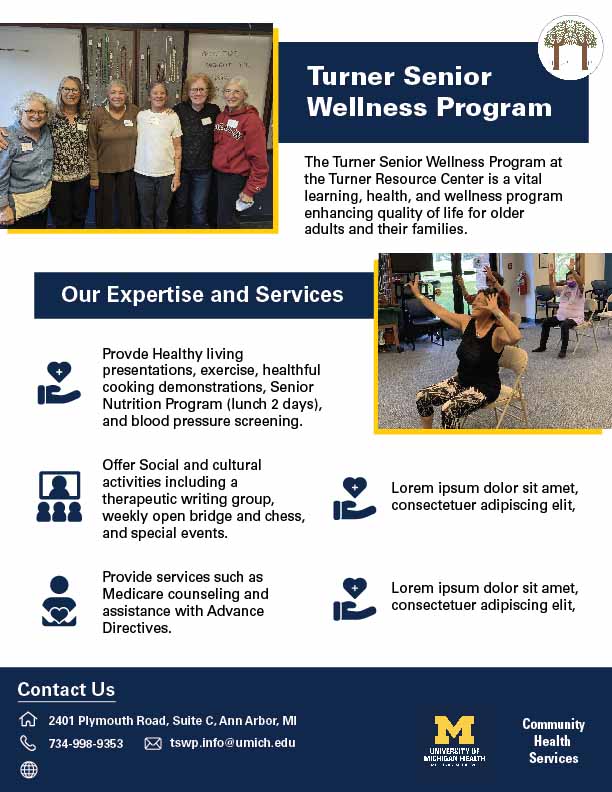 Turner Senior
Wellness Program
The Turner Senior Wellness Program at
the Turner Resource Center is a vital
learning, health, and wellness program
enhancing quality of life for older
adults and their families.
Our Expertise and Services
Provde Healthy living
presentations, exercise, healthful
cooking demonstrations, Senior
Nutrition Program (lunch 2 days),
and blood pressure screening.
Offer Social and cultural
activities including a
therapeutic writing group,
weekly open bridge and chess,
and special events.
Lorem ipsum dolor sit amet,
consectetuer adipiscing elit,
Provide services such as
Medicare counseling and
assistance with Advance
Directives.
Lorem ipsum dolor sit amet,
consectetuer adipiscing elit,
Contact Us
2401 Plymouth Road, Suite C, Ann Arbor, MI
734-998-9353
tswp.info@umich.edu
M
UNIVERSITY OF
MICHIGAN HEALTH
Community
Health
Services